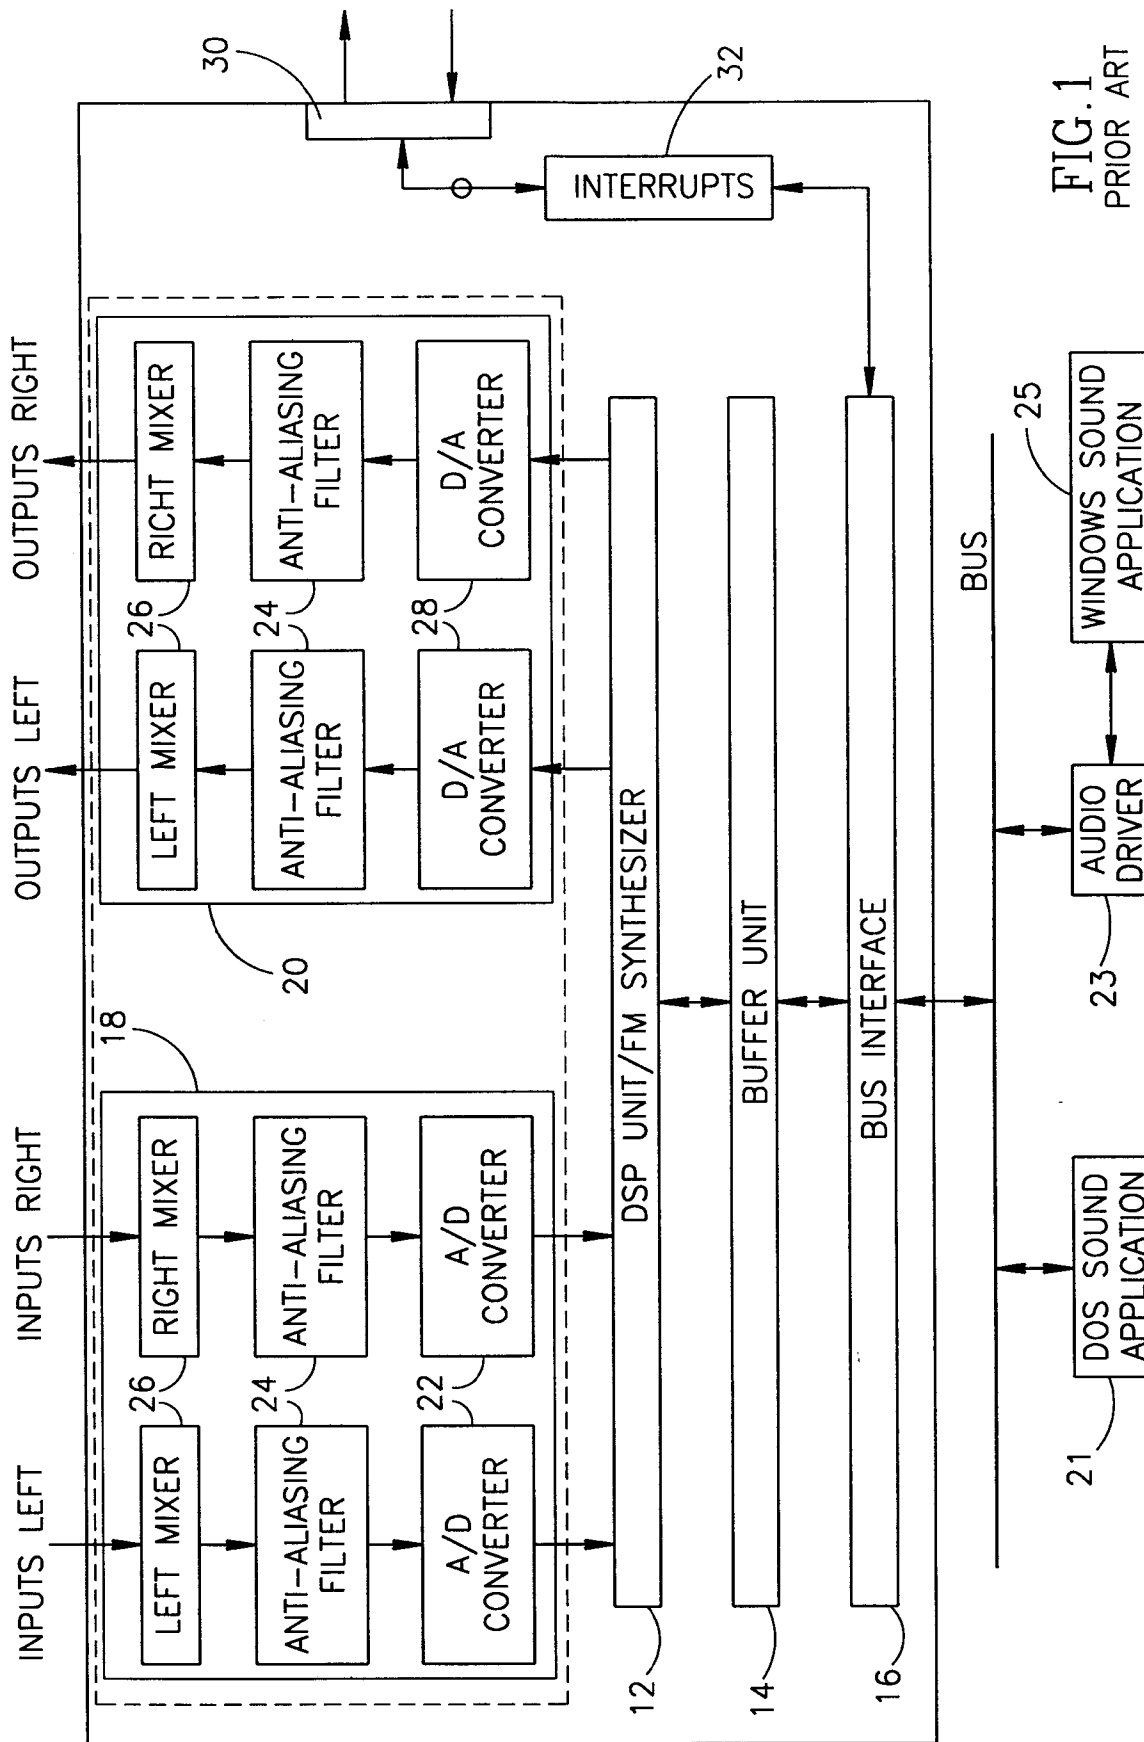 INPUTS LEFT
INPUTS RIGHT
OUTPUTS LEFT
OUTPUTS RIGHT
18
20
30
LEFT MIXER
26
RIGHT MIXER
LEFT MIXER
26
RICHT MIXER
ANTI-ALIASING
FILTER
24
ANTI-ALIASING
FILTER
ANTI-ALIASING
FILTER
24
ANTI-ALIASING
FILTER
A/D
CONVERTER
22
A/D
CONVERTER
D/A
CONVERTER
28
D/A
CONVERTER
INTERRUPTS
32
12
DSP UNIT/FM SYNTHESIZER
14
BUFFER UNIT
16
BUS INTERFACE
BUS
21
DOS SOUND
APPLICATION
23
AUDIO
DRIVER
25
WINDOWS SOUND
APPLICATION
FIG.1
PRIOR ART